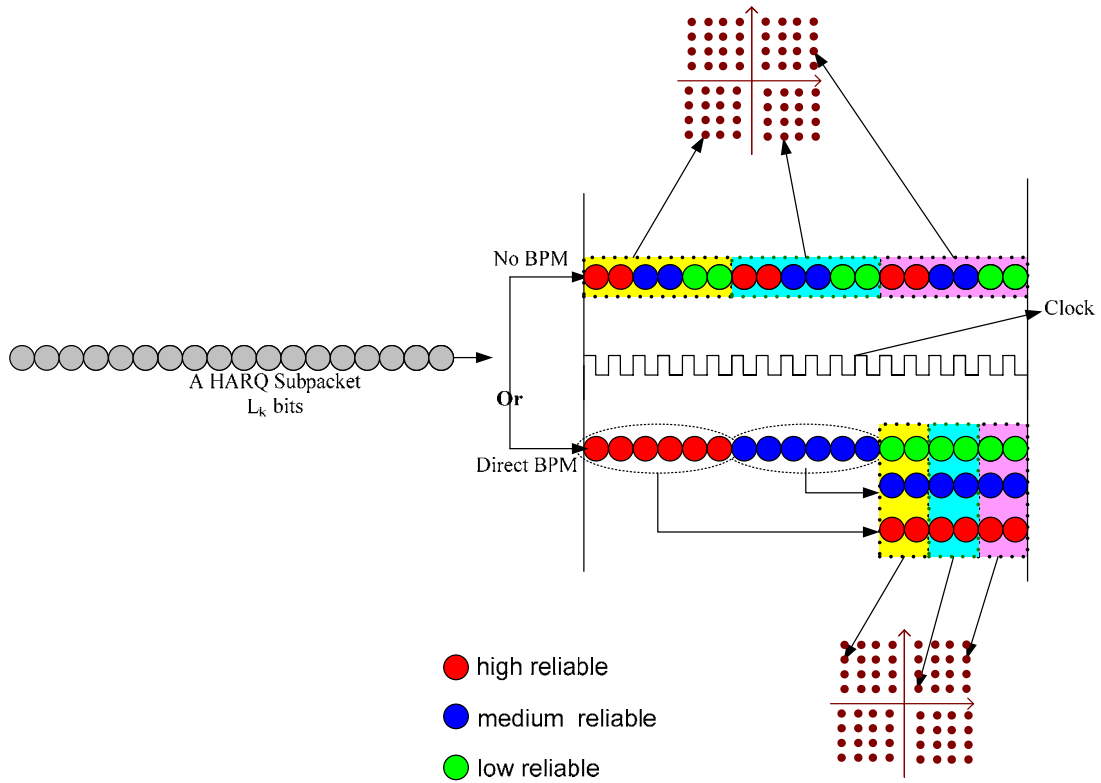 No BPM
Clock
A HARQ Subpacket
Lₖ bits
Or
Direct BPM
high reliable
medium reliable
low reliable